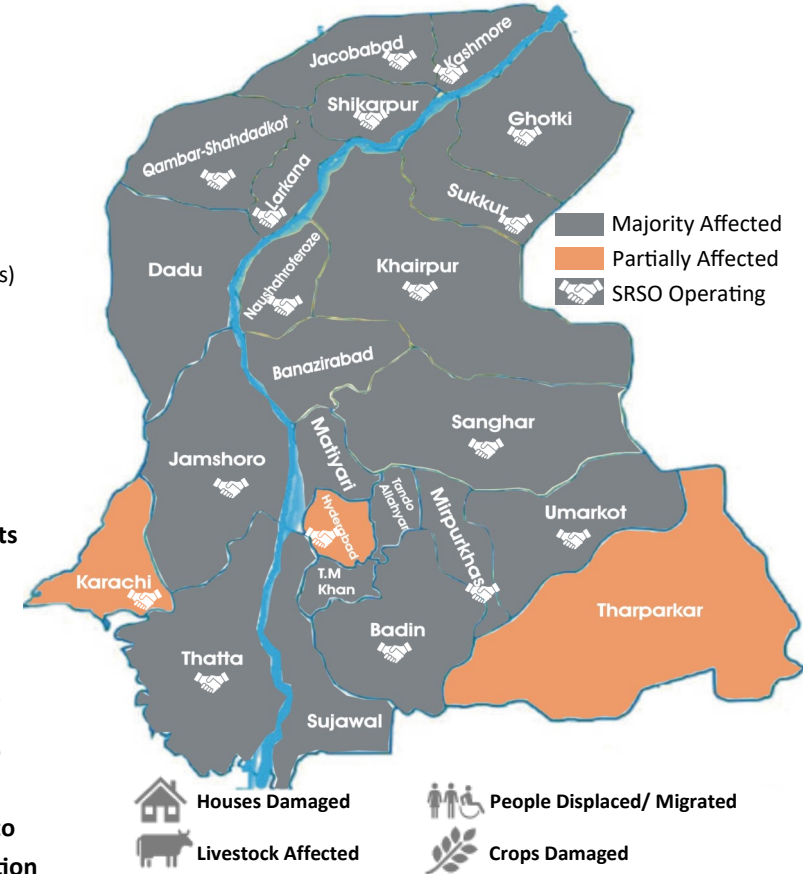 Jacobabad
Kashmore
Shikarpur
Ghotki
Qambar-Shahdadkot
Larkana
Sukkur
Majority Affected
Partially Affected
SRSO Operating
s)
Dadu
Naushahroferoze
Khairpur
Banazirabad
Sanghar
Matiyari
Jamshoro
Tando
Allahyar
Mirpurkhas
Umarkot
Hyderabad
ts
Karachi
T.M
Khan
Tharparkar
Badin
Thatta
Sujawal
Houses Damaged
People Displaced/ Migrated
to
Livestock Affected
Crops Damaged
tion